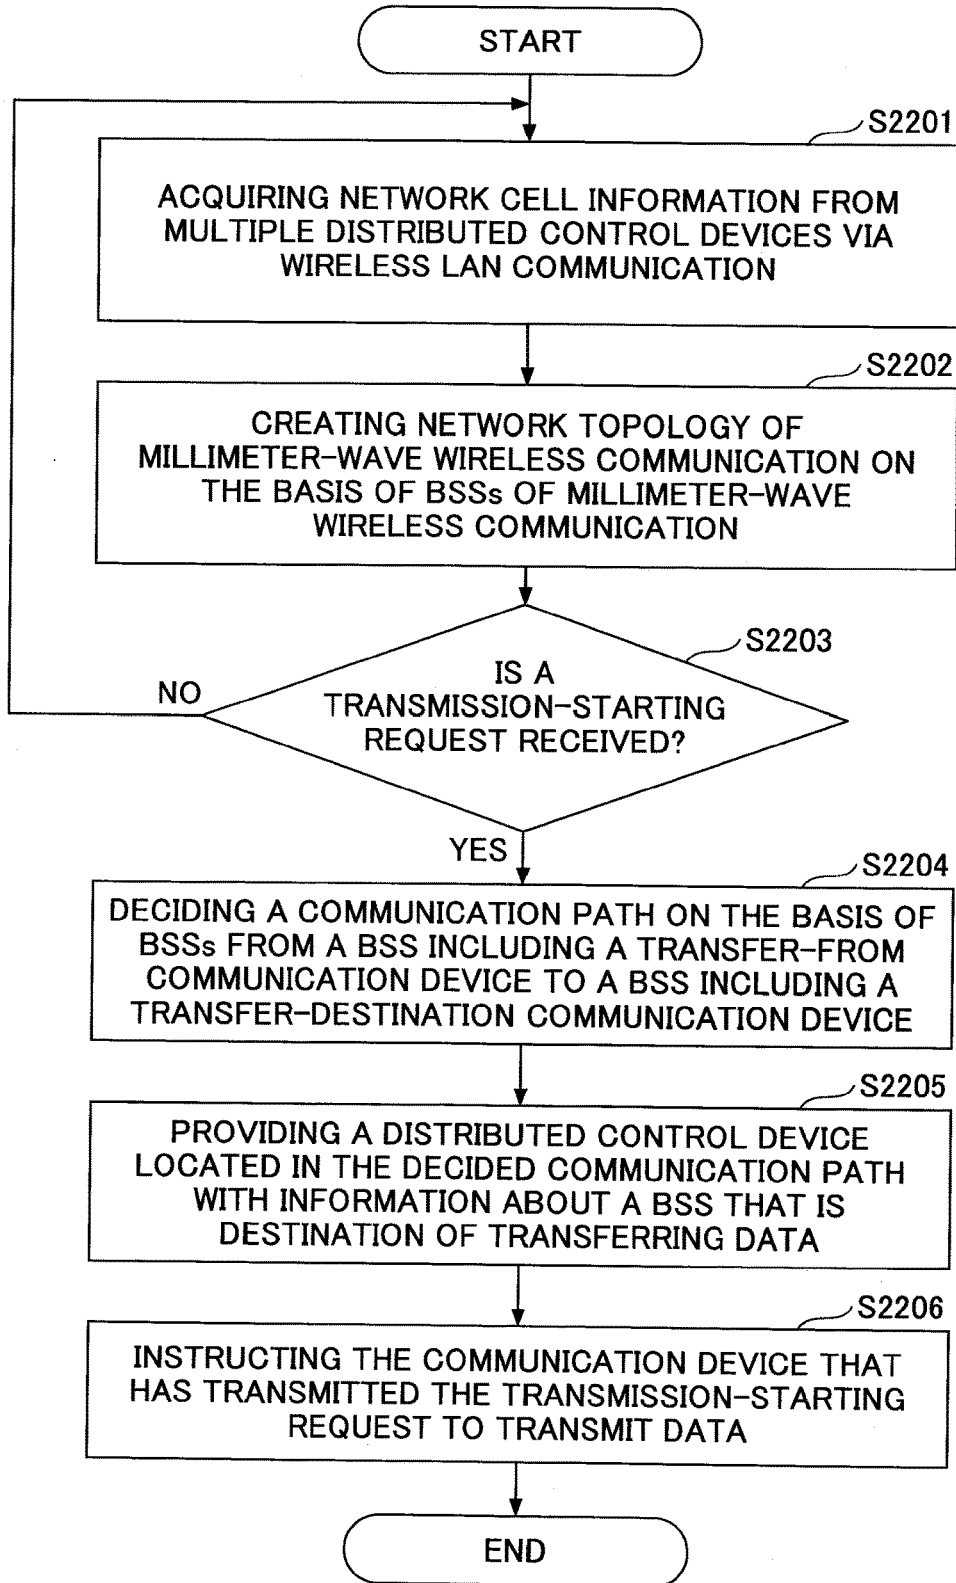 START
S2201
ACQUIRING NETWORK CELL INFORMATION FROM
MULTIPLE DISTRIBUTED CONTROL DEVICES VIA
WIRELESS LAN COMMUNICATION
S2202
CREATING NETWORK TOPOLOGY OF
MILLIMETER-WAVE WIRELESS COMMUNICATION ON
THE BASIS OF BSSs OF MILLIMETER-WAVE
WIRELESS COMMUNICATION
S2203
IS A
TRANSMISSION-STARTING
REQUEST RECEIVED?
NO
YES
S2204
DECIDING A COMMUNICATION PATH ON THE BASIS OF
BSSs FROM A BSS INCLUDING A TRANSFER-FROM
COMMUNICATION DEVICE TO A BSS INCLUDING A
TRANSFER-DESTINATION COMMUNICATION DEVICE
S2205
PROVIDING A DISTRIBUTED CONTROL DEVICE
LOCATED IN THE DECIDED COMMUNICATION PATH
WITH INFORMATION ABOUT A BSS THAT IS
DESTINATION OF TRANSFERRING DATA
S2206
INSTRUCTING THE COMMUNICATION DEVICE THAT
HAS TRANSMITTED THE TRANSMISSION-STARTING
REQUEST TO TRANSMIT DATA
END